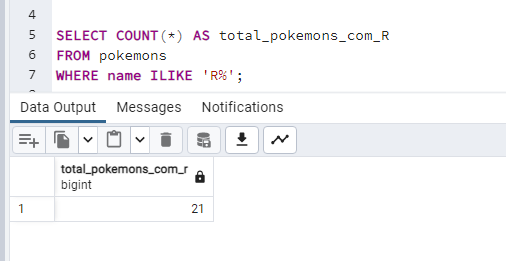 4
5 SELECT COUNT(*) AS total_pokemons_com_R
6 FROM pokemons
7 WHERE name ILIKE 'R%';
Data Output Messages Notifications
total_pokemons_com_r
bigint
1 21